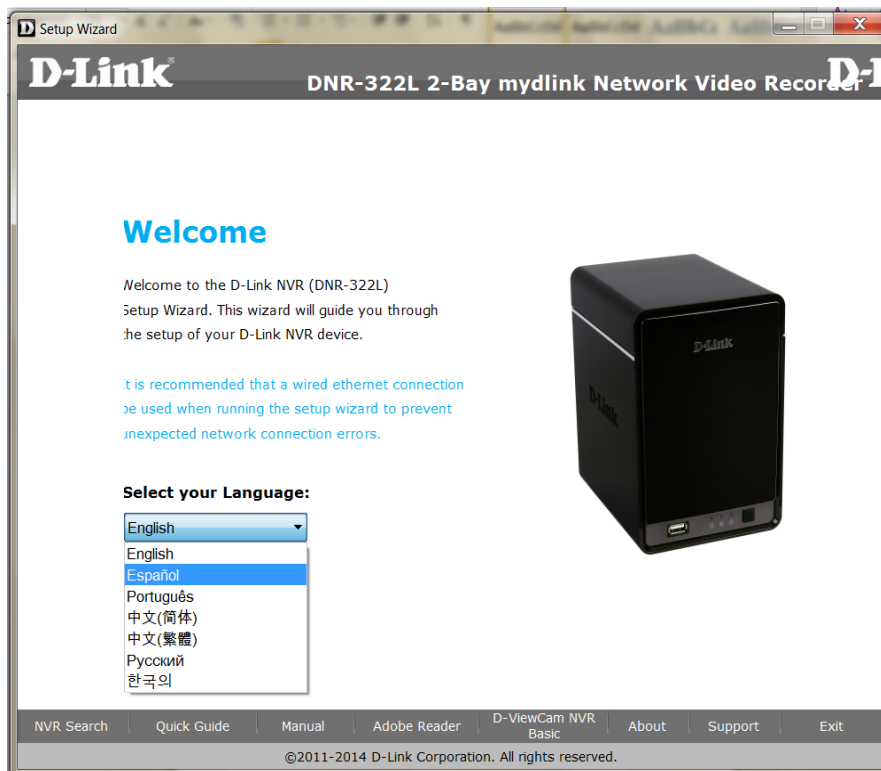 Setup Wizard
D-Link®
DNR-322L 2-Bay mydlink Network Video Recorder
Welcome
Welcome to the D-Link NVR (DNR-322L)
Setup Wizard. This wizard will guide you through
the setup of your D-Link NVR device.
It is recommended that a wired ethernet connection
be used when running the setup wizard to prevent
unexpected network connection errors.
D-Link
D-Link
Select your Language:
English
English
Español
Português
中文(简体)
中文(繁體)
Русский
한국의
NVR Search
Quick Guide
Manual
Adobe Reader
D-ViewCam NVR
Basic
About
Support
Exit
©2011-2014 D-Link Corporation. All rights reserved.